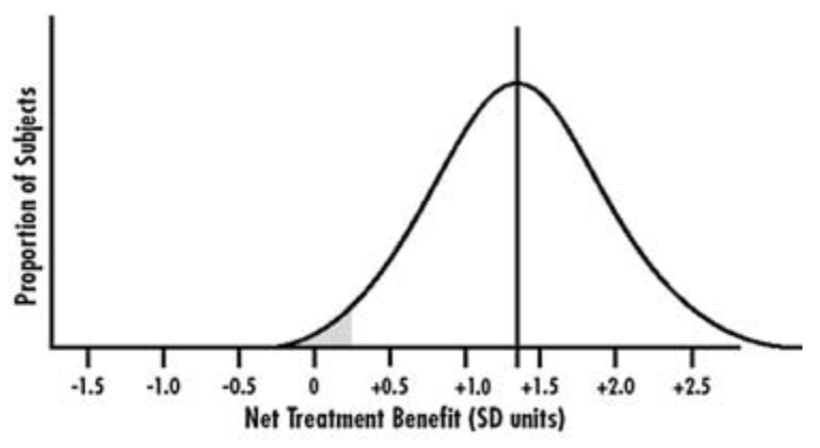 Proportion of Subjects
-1.5 -1.0 -0.5 0 +0.5 +1.0 +1.5 +2.0 +2.5
Net Treatment Benefit (SD units)